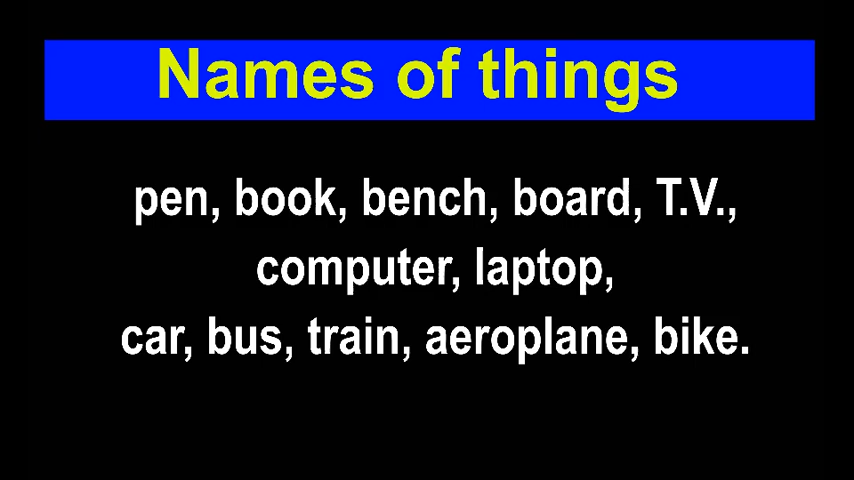 Names of things
pen, book, bench, board, T.V.,
computer, laptop,
car, bus, train, aeroplane, bike.